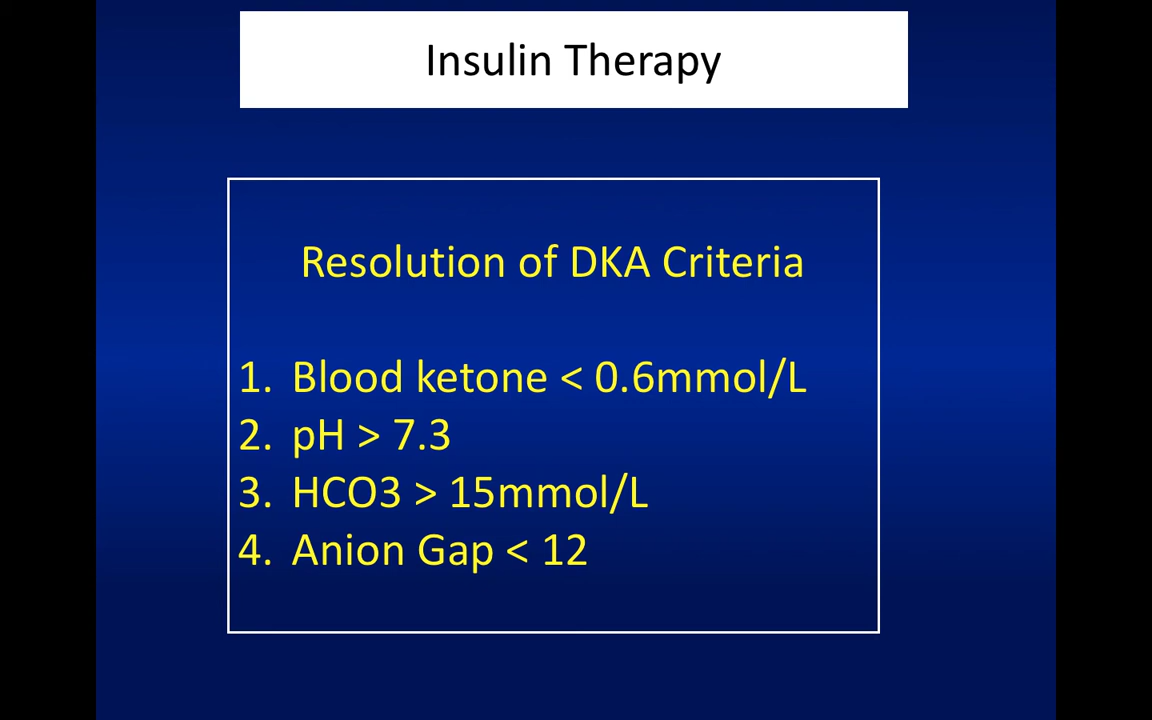 Insulin Therapy
Resolution of DKA Criteria
1. Blood ketone < 0.6mmol/L
2. pH > 7.3
3. HCO3 > 15mmol/L
4. Anion Gap < 12